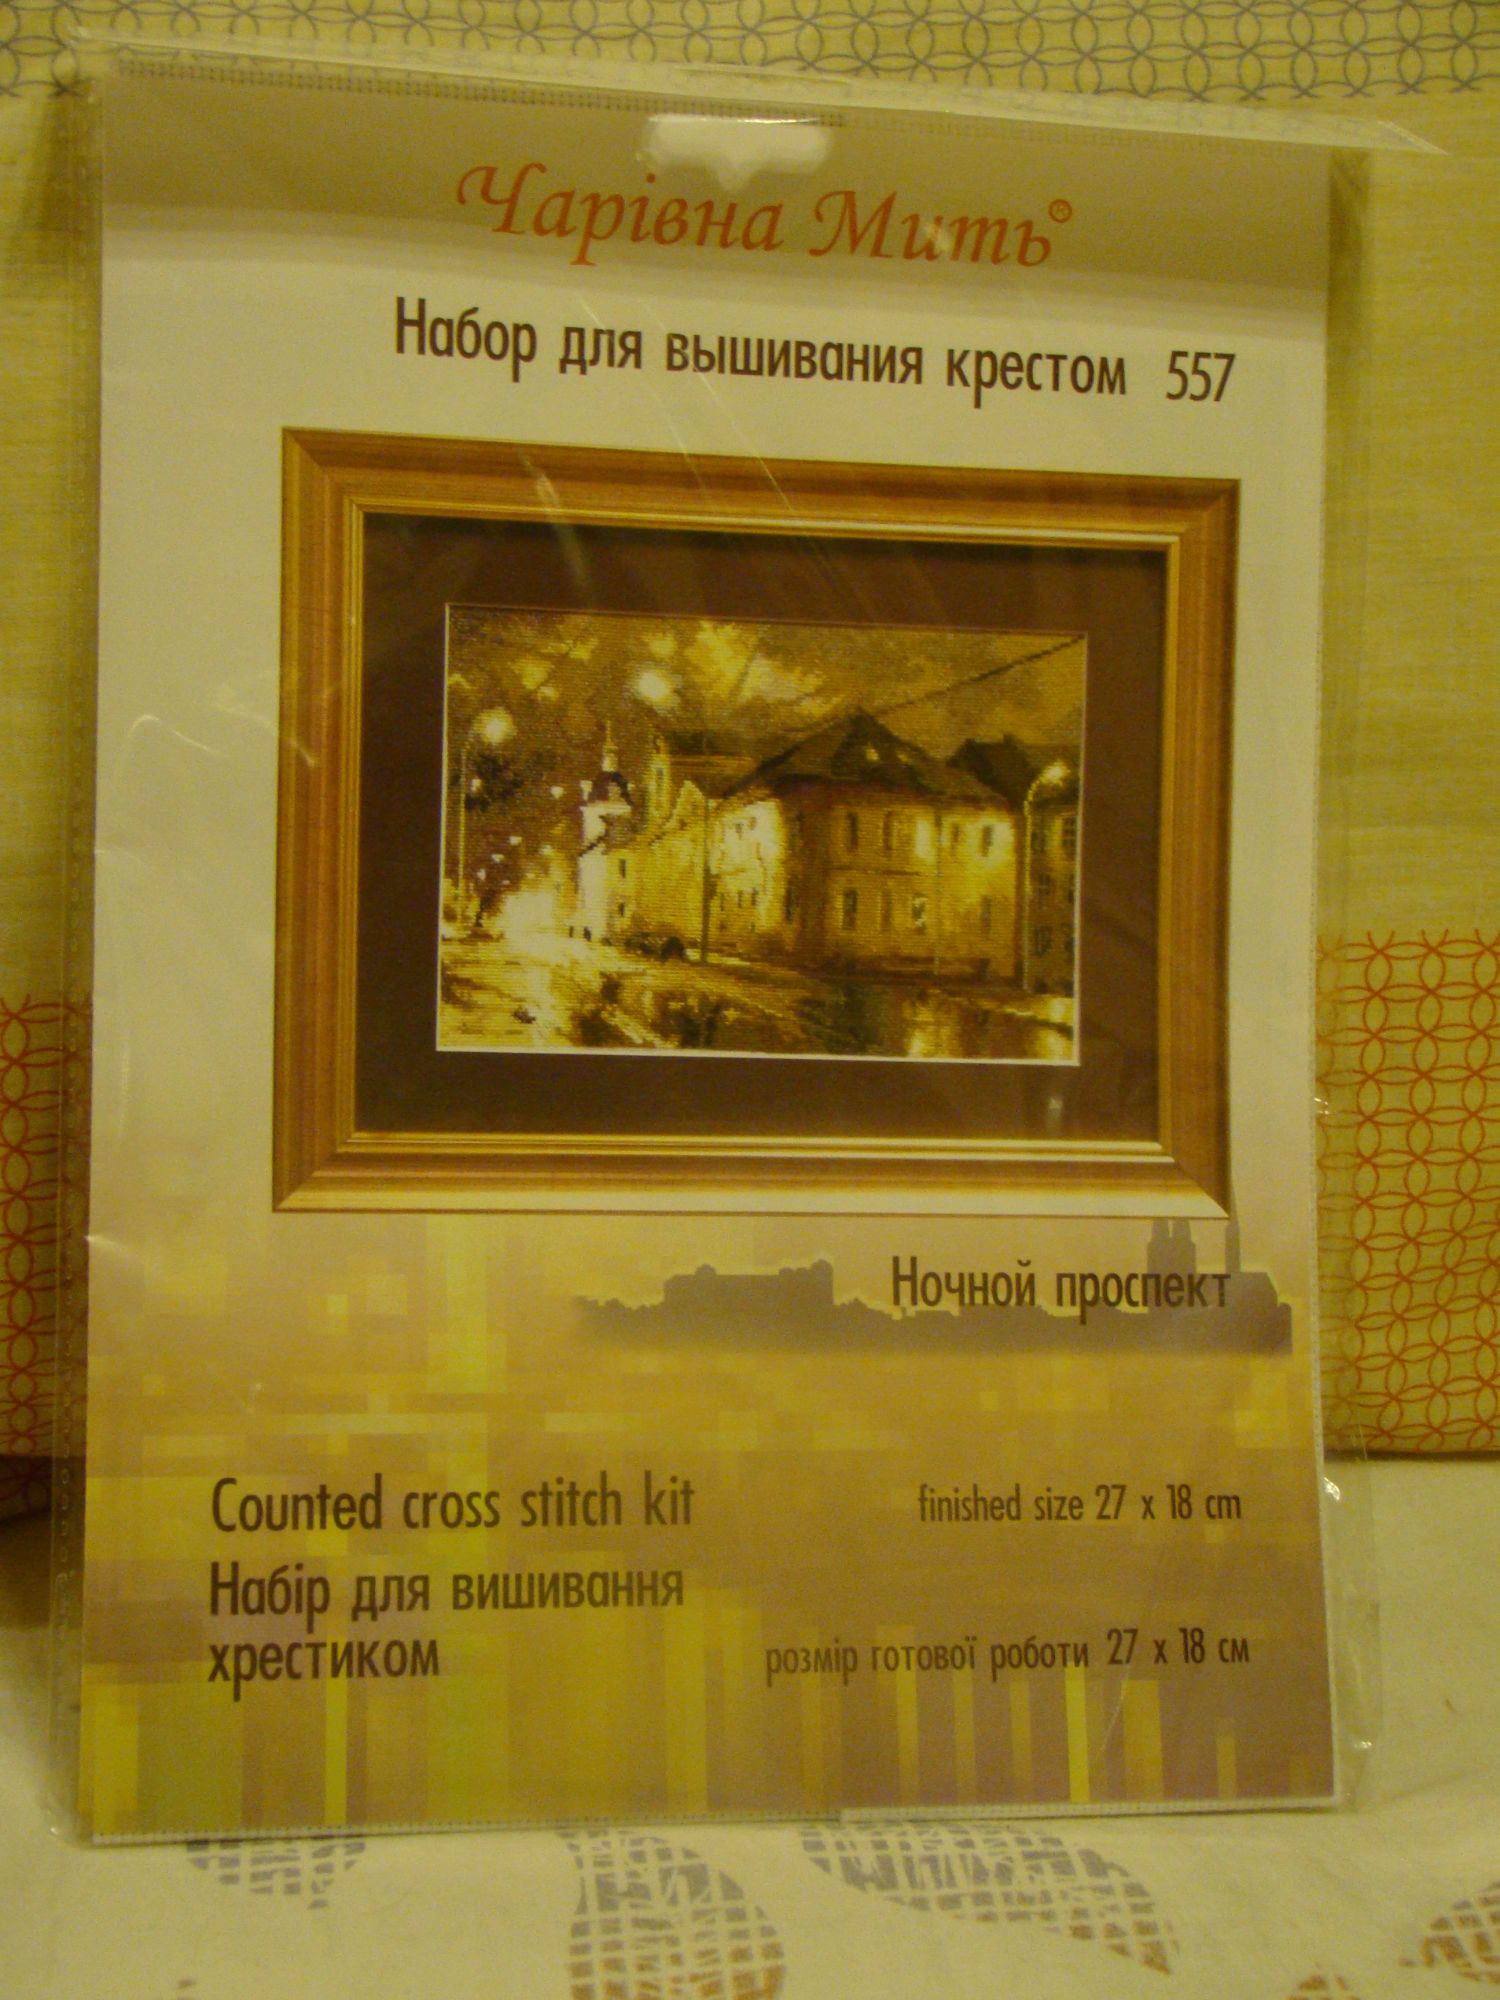 Чарівна Мить®
Набор для вышивания крестом 557
Ночной проспект
Counted cross stitch kit
finished size 27 x 18 cm
Набір для вишивання
хрестиком
розмір готової роботи 27 x 18 см